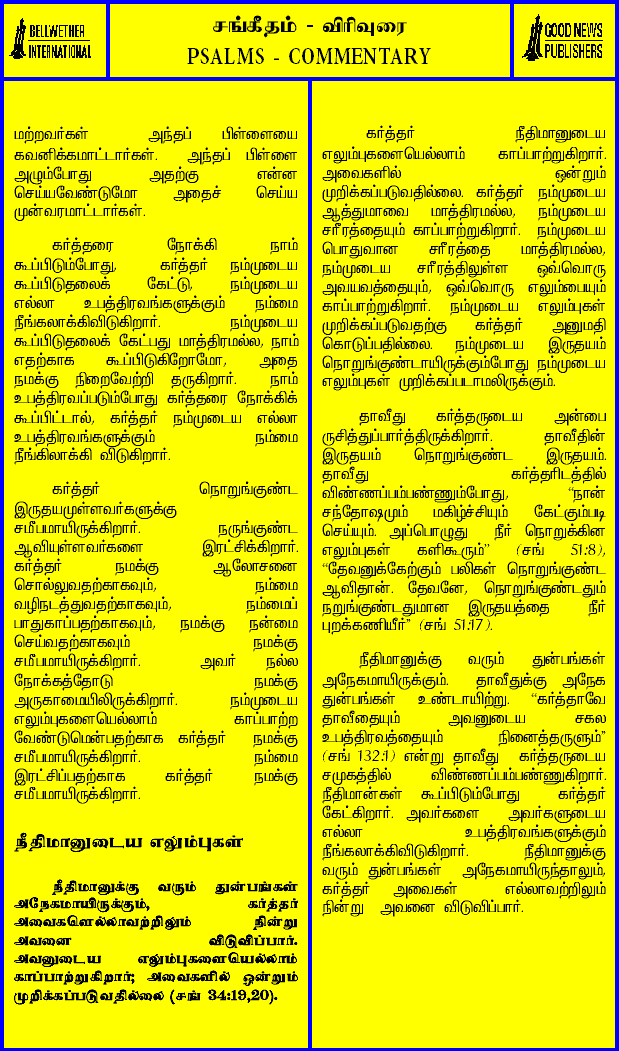 BELLWETHER
INTERNATIONAL
சங்கீதம் - விரிவுரை
PSALMS - COMMENTARY
GOOD NEWS
PUBLISHERS
மற்றவர்கள் அந்தப் பிள்ளையை
கவனிக்கமாட்டார்கள். அந்தப் பிள்ளை
அழும்போது அதற்கு என்ன
செய்யவேண்டுமோ அதைச் செய்ய
முன்வரமாட்டார்கள்.
கர்த்தரை நோக்கி நாம்
கூப்பிடும்போது, கர்த்தர் நம்முடைய
கூப்பிடுதலைக் கேட்டு, நம்முடைய
எல்லா உபத்திரவங்களுக்கும் நம்மை
நீங்கலாக்கிவிடுகிறார். நம்முடைய
கூப்பிடுதலைக் கேட்பது மாத்திரமல்ல, நாம்
எதற்காக கூப்பிடுகிறோமோ, அதை
நமக்கு நிறைவேற்றி தருகிறார். நாம்
உபத்திரவப்படும்போது கர்த்தரை நோக்கிக்
கூப்பிட்டால், கர்த்தர் நம்முடைய எல்லா
உபத்திரவங்களுக்கும் நம்மை
நீங்கிலாக்கி விடுகிறார்.
கர்த்தர் நொறுங்குண்ட
இருதயமுள்ளவர்களுக்கு
சமீபமாயிருக்கிறார். நருங்குண்ட
ஆவியுள்ளவர்களை இரட்சிக்கிறார்.
கர்த்தர் நமக்கு ஆலோசனை
சொல்லுவதற்காகவும், நம்மை
வழிநடத்துவதற்காகவும், நம்மைப்
பாதுகாப்பதற்காகவும், நமக்கு நன்மை
செய்வதற்காகவும் நமக்கு
சமீபமாயிருக்கிறார். அவர் நல்ல
நோக்கத்தோடு நமக்கு
அருகாமையிலிருக்கிறார். நம்முடைய
எலும்புகளையெல்லாம் காப்பாற்ற
வேண்டுமென்பதற்காக கர்த்தர் நமக்கு
சமீபமாயிருக்கிறார். நம்மை
இரட்சிப்பதற்காக கர்த்தர் நமக்கு
சமீபமாயிருக்கிறார்.
நீதிமானுடைய எலும்புகள்
நீதிமானுக்கு வரும் துன்பங்கள்
அநேகமாயிருக்கும், கர்த்தர்
அவைகளெல்லாவற்றிலும் நின்று
அவனை விடுவிப்பார்.
அவனுடைய எலும்புகளையெல்லாம்
காப்பாற்றுகிறார்; அவைகளில் ஒன்றும்
முறிக்கப்படுவதில்லை (சங் 34:19,20).
கர்த்தர் நீதிமானுடைய
எலும்புகளையெல்லாம் காப்பாற்றுகிறார்.
அவைகளில் ஒன்றும்
முறிக்கப்படுவதில்லை. கர்த்தர் நம்முடைய
ஆத்துமாவை மாத்திரமல்ல, நம்முடைய
சரீரத்தையும் காப்பாற்றுகிறார். நம்முடைய
பொதுவான சரீரத்தை மாத்திரமல்ல,
நம்முடைய சரீரத்திலுள்ள ஒவ்வொரு
அவயவத்தையும், ஒவ்வொரு எலும்பையும்
காப்பாற்றுகிறார். நம்முடைய எலும்புகள்
முறிக்கப்படுவதற்கு கர்த்தர் அனுமதி
கொடுப்பதில்லை. நம்முடைய இருதயம்
நொறுங்குண்டாயிருக்கும்போது நம்முடைய
எலும்புகள் முறிக்கப்படாமலிருக்கும்.
தாவீது கர்த்தருடைய அன்பை
ருசித்துப்பார்த்திருக்கிறார். தாவீதின்
இருதயம் நொறுங்குண்ட இருதயம்.
தாவீது கர்த்தரிடத்தில்
விண்ணப்பம்பண்ணும்போது, “நான்
சந்தோஷமும் மகிழ்ச்சியும் கேட்கும்படி
செய்யும். அப்பொழுது நீர் நொறுக்கின
எலும்புகள் களிகூரும்” (சங் 51:8),
“தேவனுக்கேற்கும் பலிகள் நொறுங்குண்ட
ஆவிதான். தேவனே, நொறுங்குண்டதும்
நறுங்குண்டதுமான இருதயத்தை நீர்
புறக்கணியீர்” (சங் 51:17).
நீதிமானுக்கு வரும் துன்பங்கள்
அநேகமாயிருக்கும். தாவீதுக்கு அநேக
துன்பங்கள் உண்டாயிற்று. “கர்த்தாவே
தாவீதையும் அவனுடைய சகல
உபத்திரவத்தையும் நினைத்தருளும்”
(சங் 132:1) என்று தாவீது கர்த்தருடைய
சமுகத்தில் விண்ணப்பம்பண்ணுகிறார்.
நீதிமான்கள் கூப்பிடும்போது கர்த்தர்
கேட்கிறார். அவர்களை அவர்களுடைய
எல்லா உபத்திரவங்களுக்கும்
நீங்கலாக்கிவிடுகிறார். நீதிமானுக்கு
வரும் துன்பங்கள் அநேகமாயிருந்தாலும்,
கர்த்தர் அவைகள் எல்லாவற்றிலும்
நின்று அவனை விடுவிப்பார்.